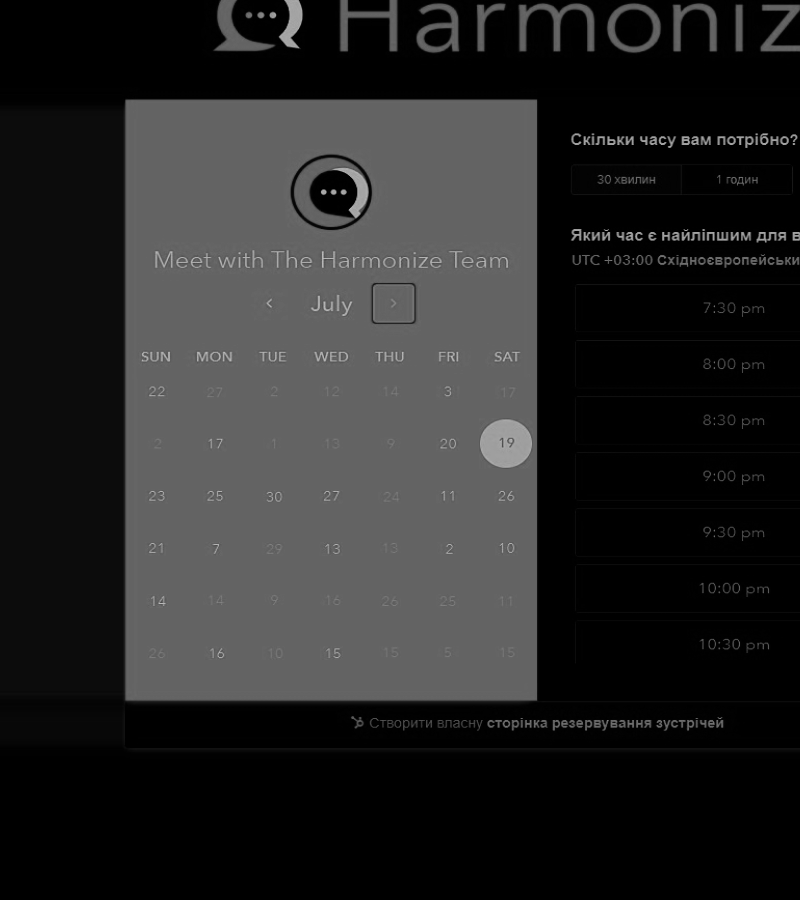 Harmoniz
Meet with The Harmonize Team
July
SUN MON TUE WED THU FRI SAT
22 27 2 12 14 3 17
2 17 1 13 9 20 19
23 25 30 27 24 11 26
21 7 29 13 13 2 10
14 14 9 16 26 25 11
26 16 10 15 15 5 15
Скільки часу вам потрібно?
30 хвилин 1 годин
Який час є найліпшим для в
UTC +03:00 Східноєвропейськи
7:30 pm
8:00 pm
8:30 pm
9:00 pm
9:30 pm
10:00 pm
10:30 pm
Створити власну сторінка резервування зустрічей